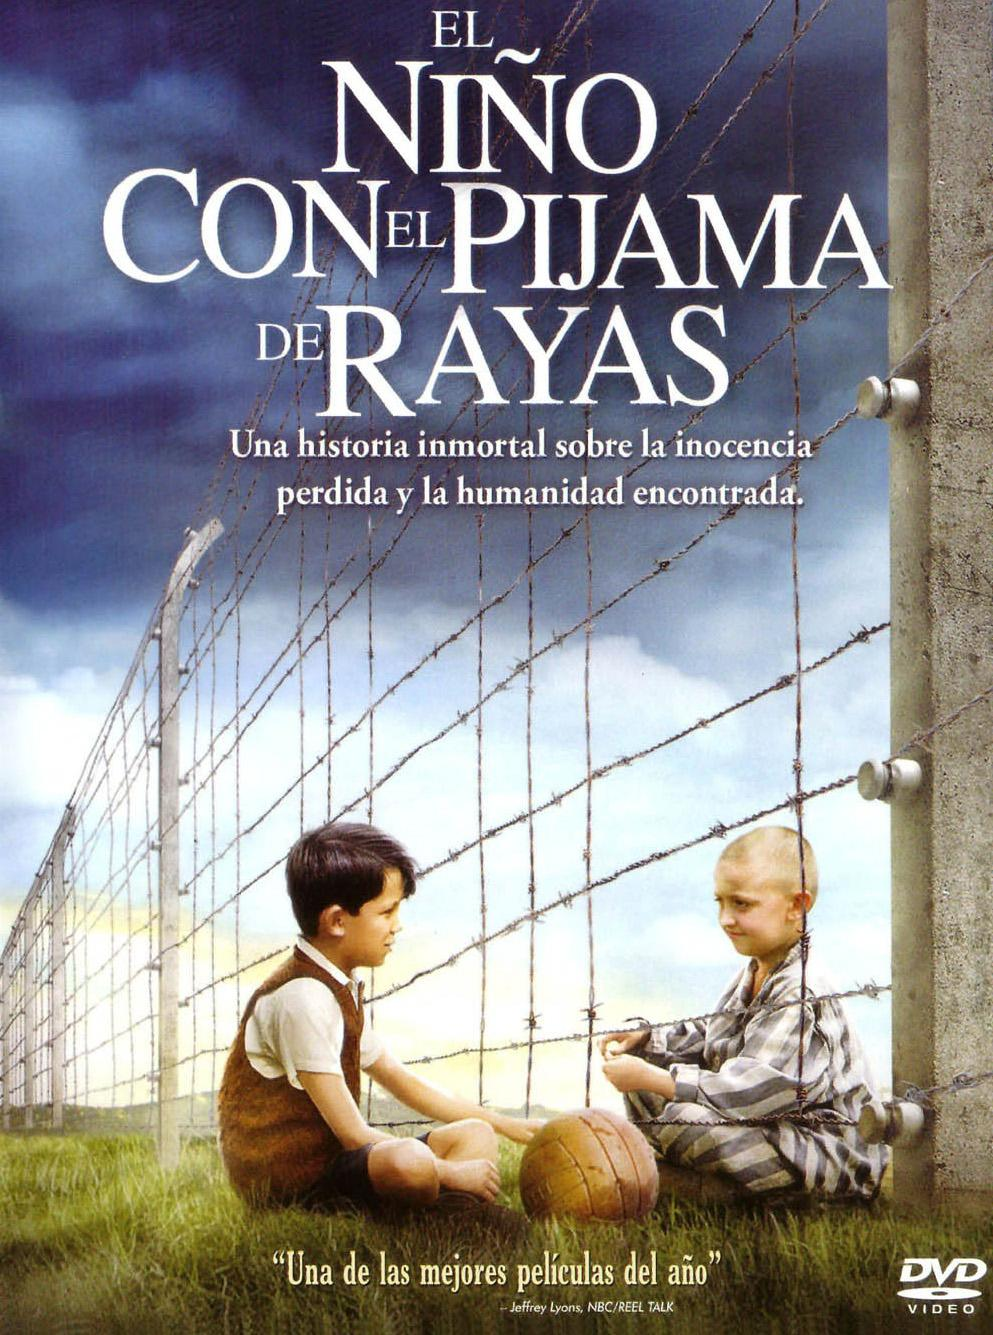 EL
NIÑO
CON EL PIJAMA
DE RAYAS
Una historia inmortal sobre la inocencia
perdida y la humanidad encontrada.
“Una de las mejores películas del año”
– Jeffrey Lyons, NBC/REEL TALK
DVD
VIDEO